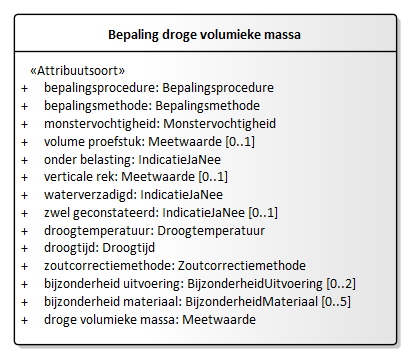 Bepaling droge volumieke massa
«Attribuutsoort»
+ bepalingsprocedure: Bepalingsprocedure
+ bepalingsmethode: Bepalingsmethode
+ monstervochtigheid: Monstervochtigheid
+ volume proefstuk: Meetwaarde [0..1]
+ onder belasting: IndicatieJaNee
+ verticale rek: Meetwaarde [0..1]
+ waterverzadigd: IndicatieJaNee
+ zwel geconstateerd: IndicatieJaNee [0..1]
+ droogtemperatuur: Droogtemperatuur
+ droogtijd: Droogtijd
+ zoutcorrectiemethode: Zoutcorrectiemethode
+ bijzonderheid uitvoering: BijzonderheidUitvoering [0..2]
+ bijzonderheid materiaal: BijzonderheidMateriaal [0..5]
+ droge volumieke massa: Meetwaarde